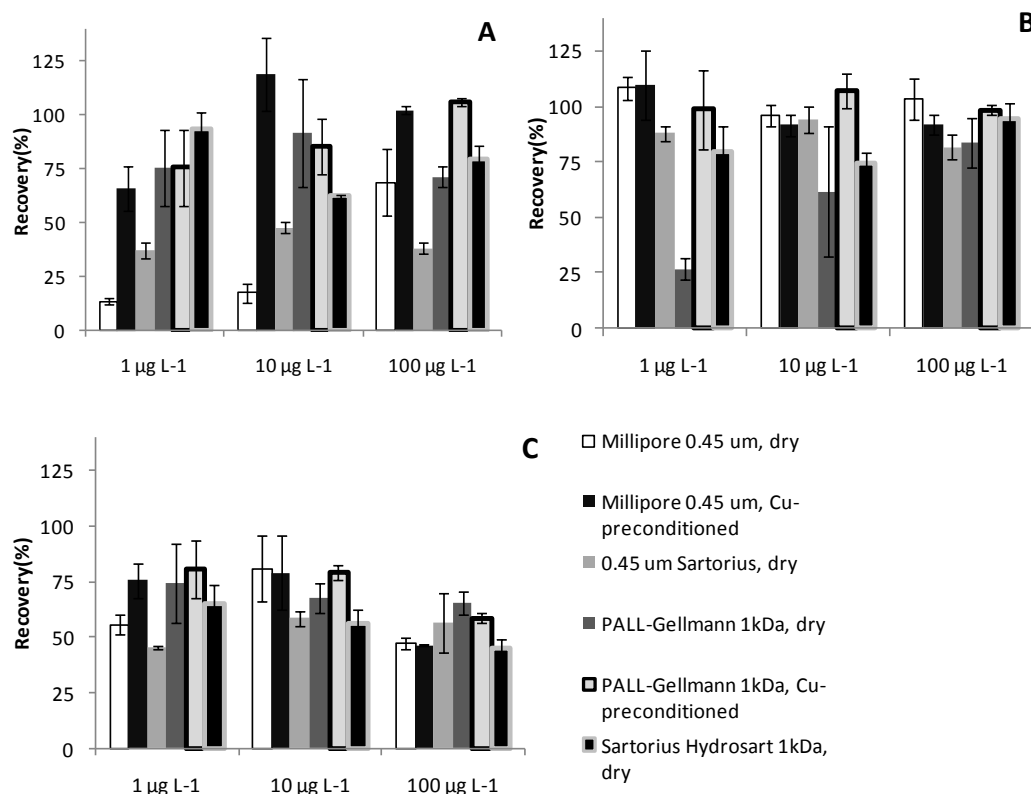 A
125
100
75
50
25
0
Recovery(%)
1 µg L-1
10 µg L-1
100 µg L-1
B
125
100
75
50
25
0
Recovery(%)
1 µg L-1
10 µg L-1
100 µg L-1
C
125
100
75
50
25
0
Recovery(%)
1 µg L-1
10 µg L-1
100 µg L-1
Millipore 0.45 um, dry
Millipore 0.45 um, Cu-
preconditioned
0.45 um Sartorius, dry
PALL-Gellmann 1kDa, dry
PALL-Gellmann 1kDa, Cu-
preconditioned
Sartorius Hydrosart 1kDa,
dry